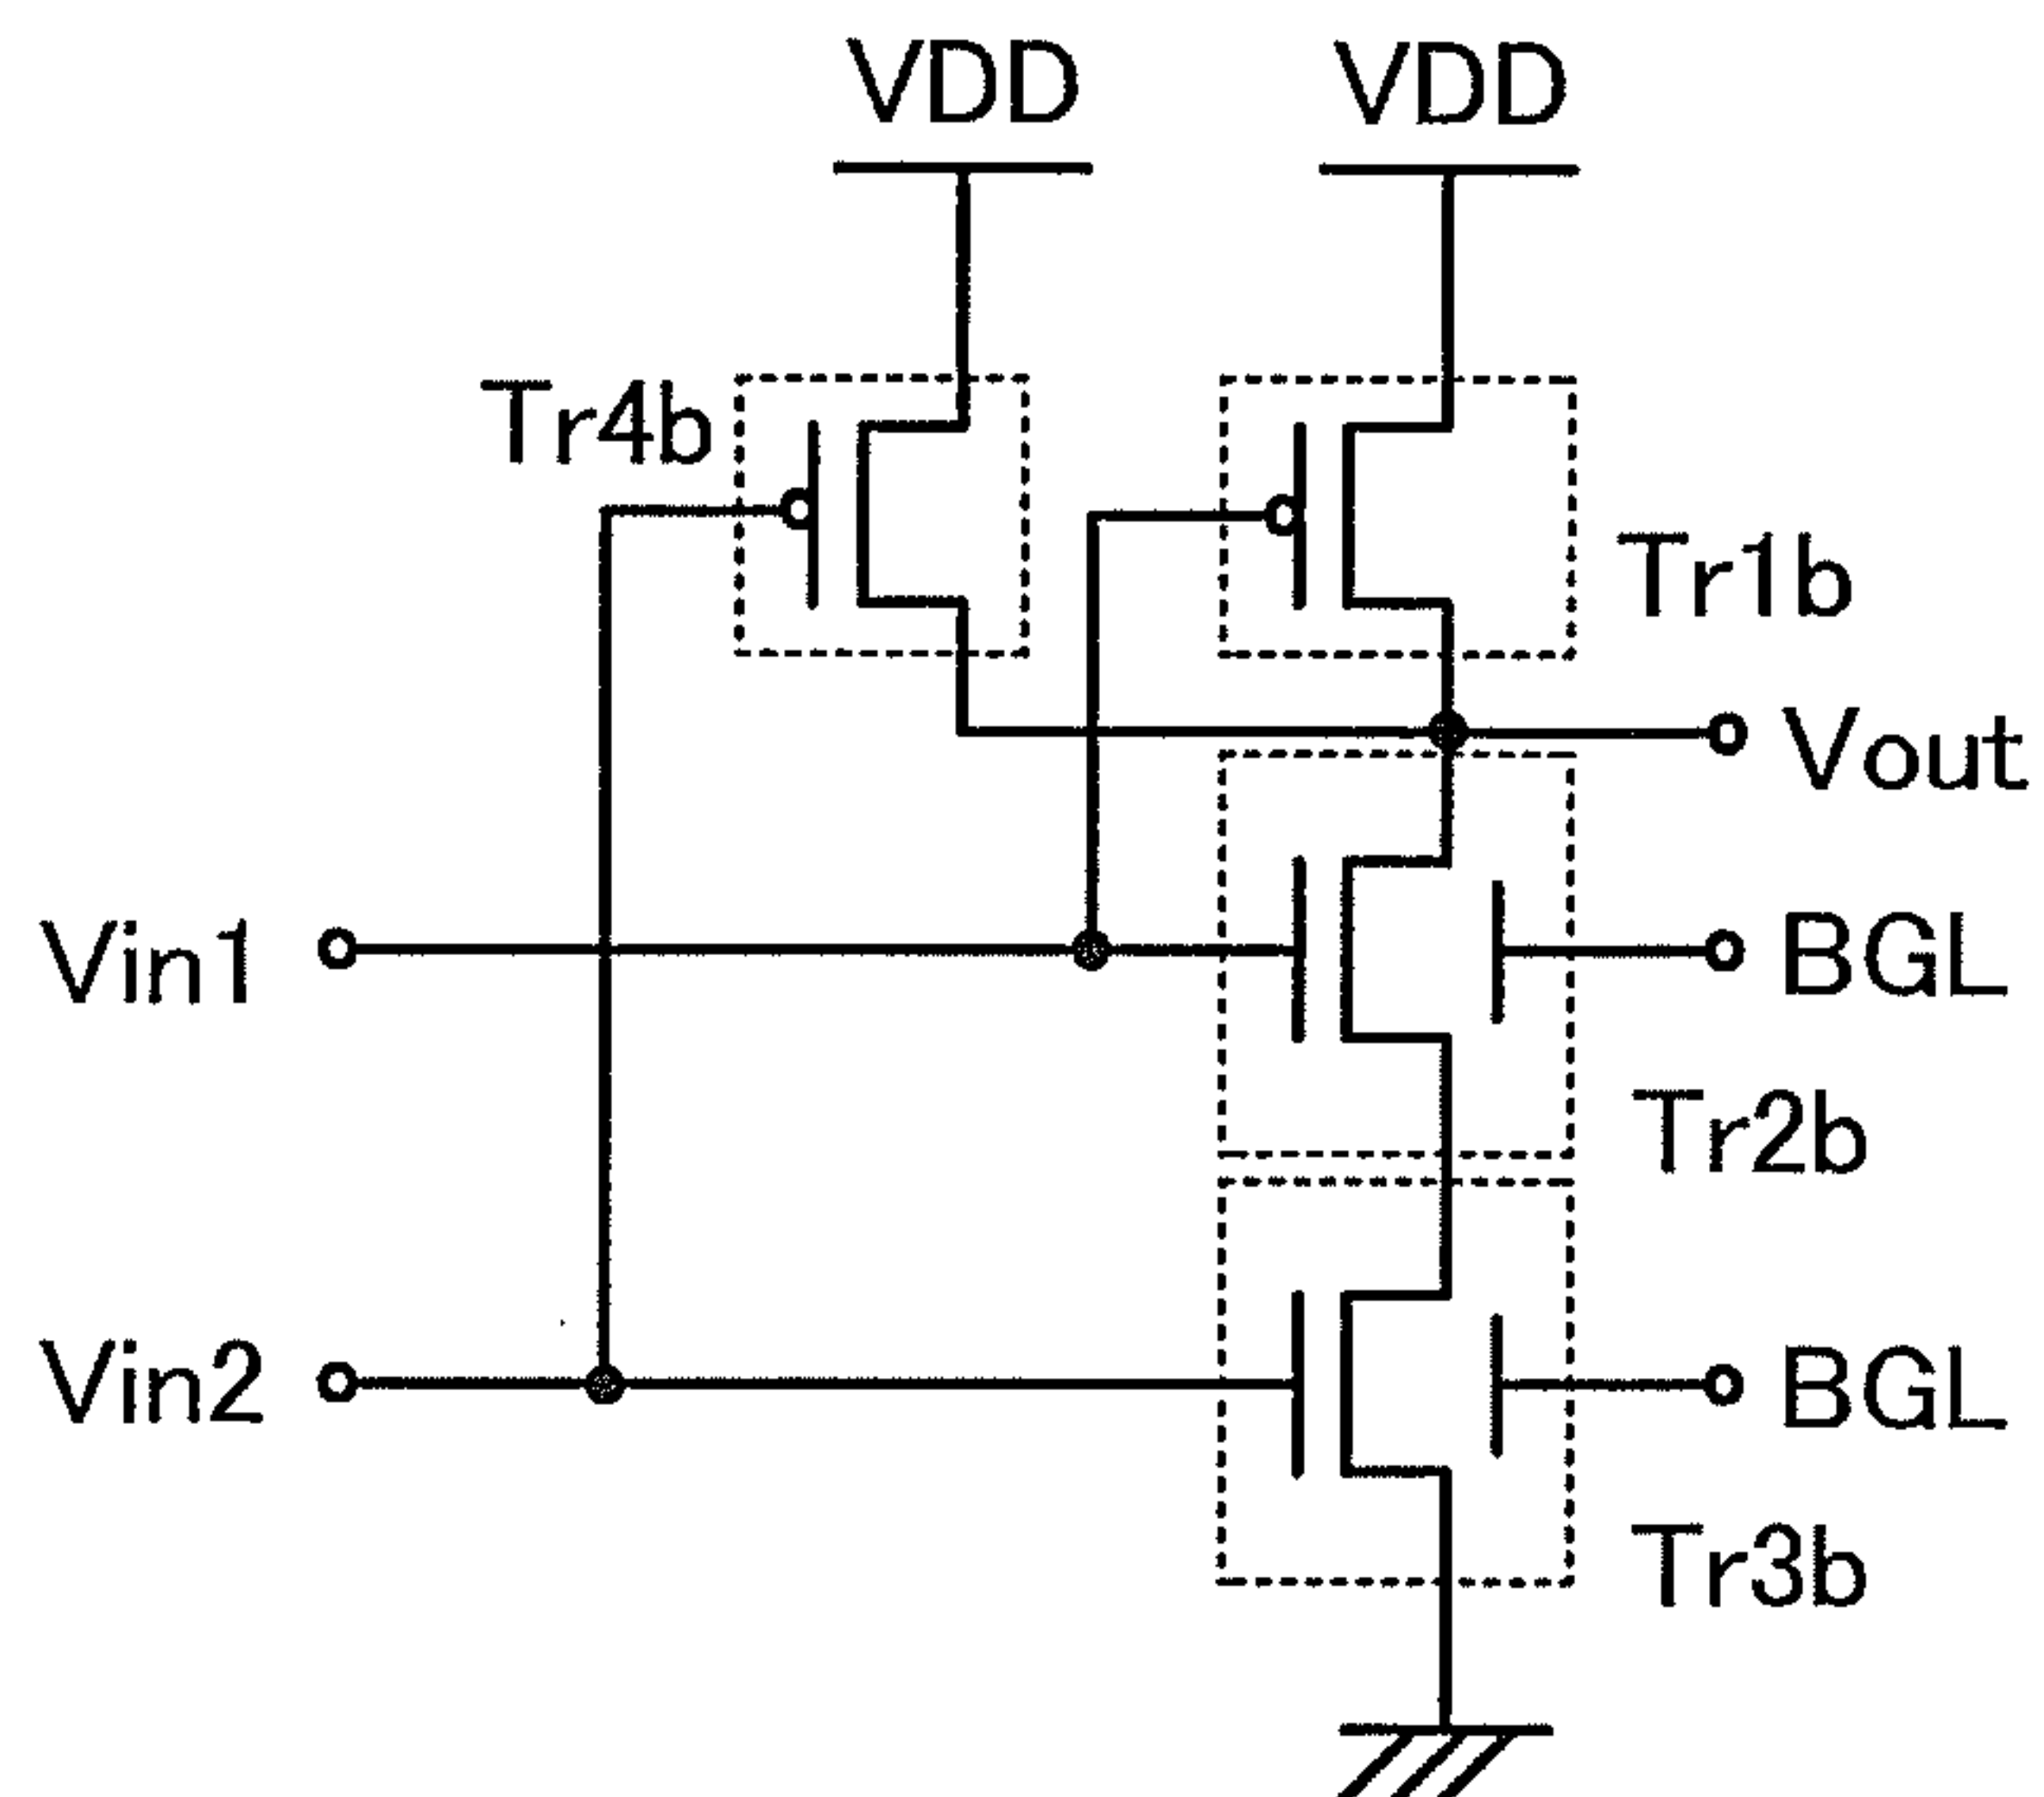 VDD VDD
Tr4b
Tr1b
Vout
Vin1 BGL
Tr2b
Vin2 BGL
Tr3b